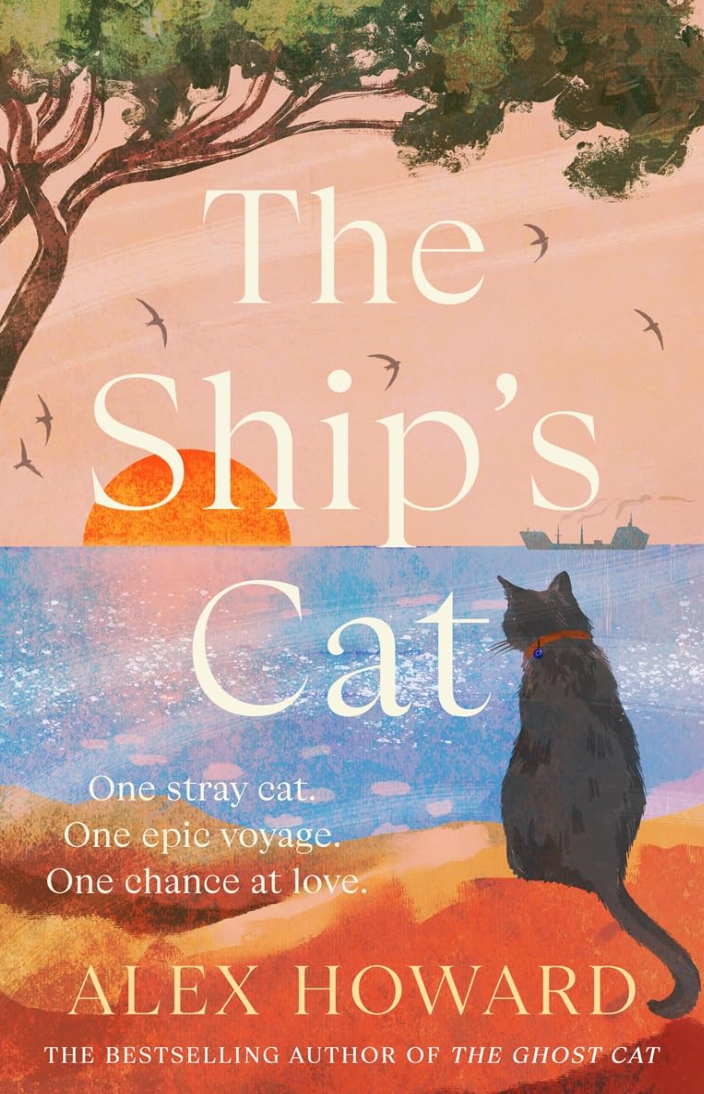 The
Ship’s
Cat
One stray cat.
One epic voyage.
One chance at love.
ALEX HOWARD
THE BESTSELLING AUTHOR OF THE GHOST CAT